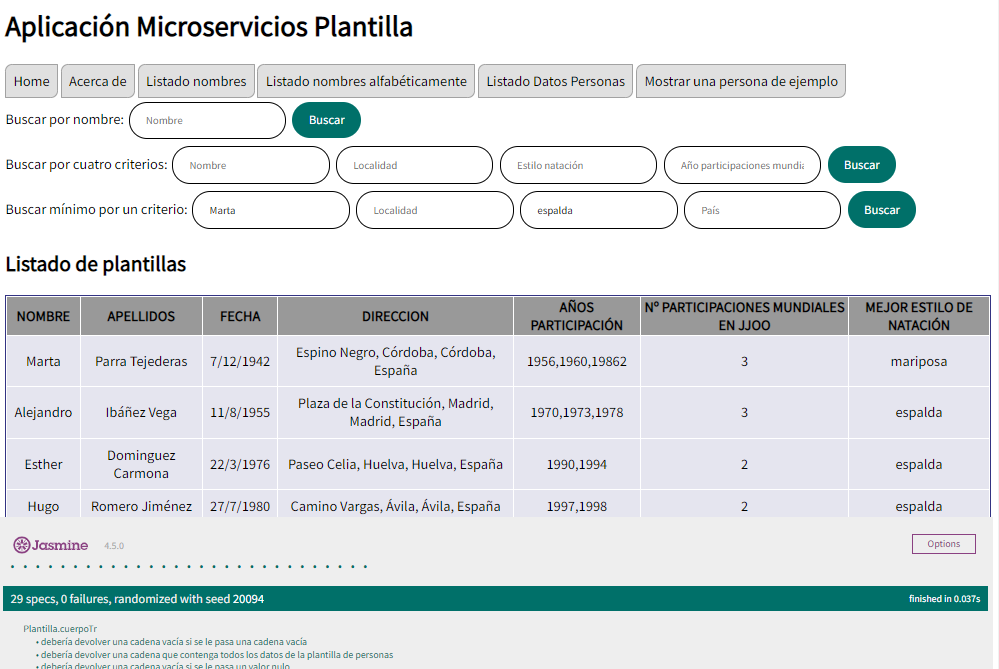 Aplicación Microservicios Plantilla
Home Acerca de Listado nombres Listado nombres alfabéticamente Listado Datos Personas Mostrar una persona de ejemplo
Buscar por nombre: Nombre Buscar
Buscar por cuatro criterios: Nombre Localidad Estilo natación Año participaciones mundia Buscar
Buscar mínimo por un criterio: Marta Localidad espalda País Buscar
Listado de plantillas
NOMBRE APELLIDOS FECHA DIRECCION AÑOS PARTICIPACIÓN Nº PARTICIPACIONES MUNDIALES EN JJOO MEJOR ESTILO DE NATACIÓN
Marta Parra Tejederas 7/12/1942 Espino Negro, Córdoba, Córdoba, España 1956,1960,19862 3 mariposa
Alejandro Ibáñez Vega 11/8/1955 Plaza de la Constitución, Madrid, Madrid, España 1970,1973,1978 3 espalda
Esther Dominguez Carmona 22/3/1976 Paseo Celia, Huelva, Huelva, España 1990,1994 2 espalda
Hugo Romero Jiménez 27/7/1980 Camino Vargas, Ávila, Ávila, España 1997,1998 2 espalda
Jasmine 4.5.0 Options
29 specs, 0 failures, randomized with seed 20094 finished in 0.037s
Plantilla.cuerpoTr
• debería devolver una cadena vacía si se le pasa una cadena vacía
• debería devolver una cadena que contenga todos los datos de la plantilla de personas
• debería devolver una cadena vacía si se le pasa un valor nulo